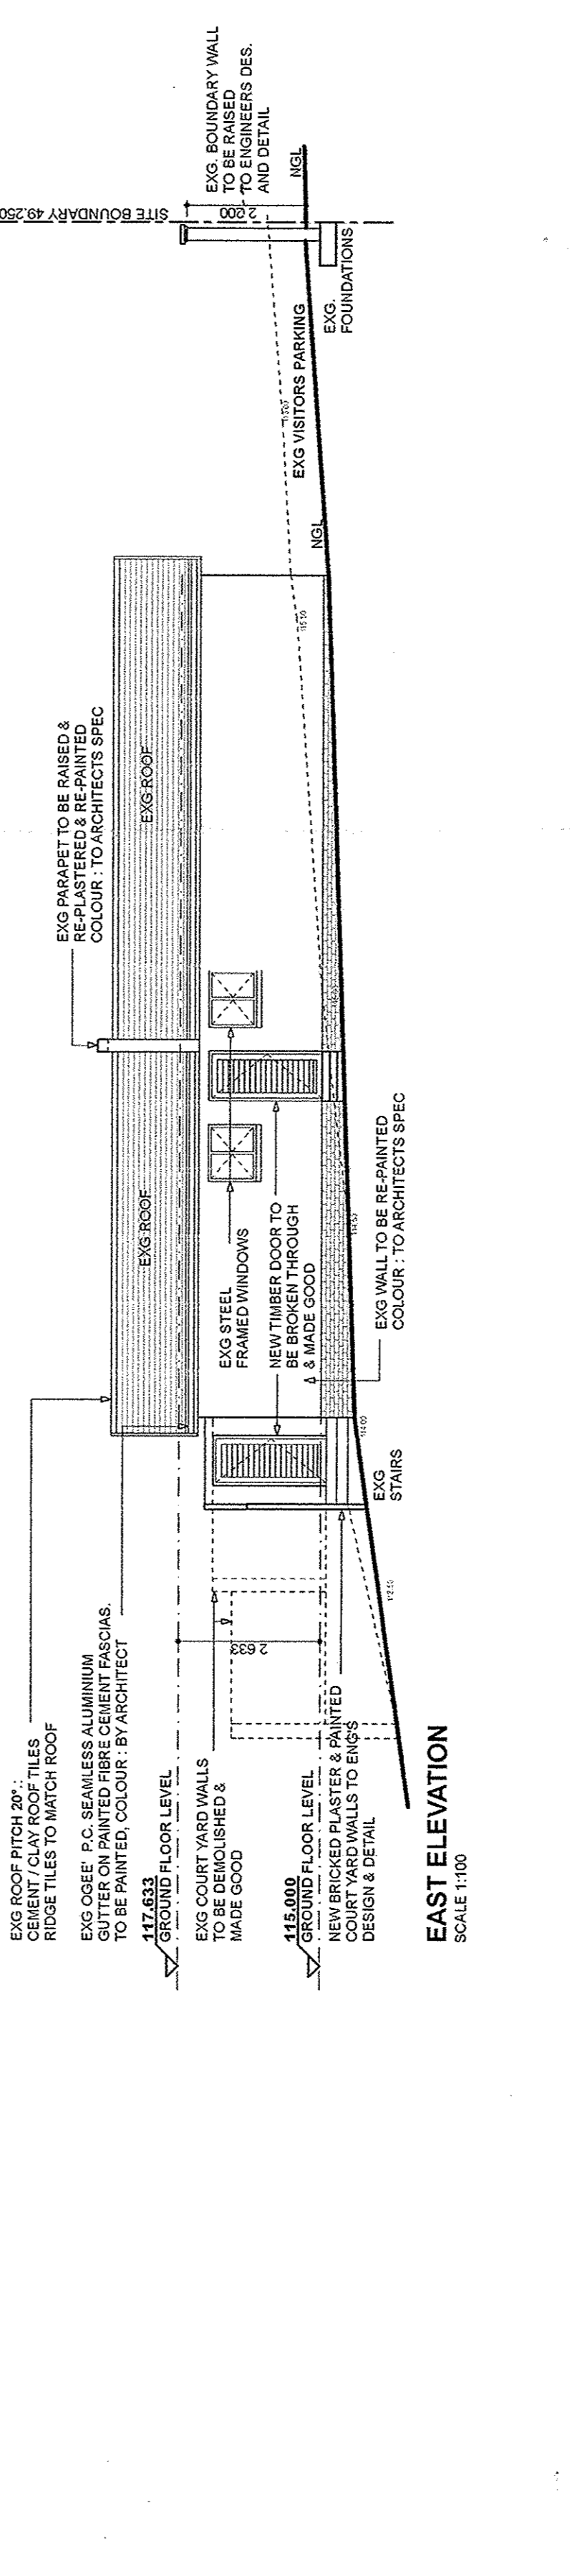 EXG ROOF PITCH 20°.:
CEMENT / CLAY ROOF TILES
RIDGE TILES TO MATCH ROOF
EXG OGEE' P.C. SEAMLESS ALUMINIUM
GUTTER ON PAINTED FIBRE CEMENT FASCIAS.
TO BE PAINTED, COLOUR : BY ARCHITECT
117.633
GROUND FLOOR LEVEL
EXG COURT YARD WALLS
TO BE DEMOLISHED &
MADE GOOD
115.000
GROUND FLOOR LEVEL
NEW BRICKED PLASTER & PAINTED
COURT YARD WALLS TO ENG'S
DESIGN & DETAIL
2 633
EXG
STAIRS
114.00
EXG ROOF
EXG STEEL
FRAMED WINDOWS
NEW TIMBER DOOR TO
BE BROKEN THROUGH
& MADE GOOD
EXG WALL TO BE RE-PAINTED
COLOUR : TO ARCHITECTS SPEC
EXG PARAPET TO BE RAISED &
RE-PLASTERED & RE-PAINTED
COLOUR : TO ARCHITECTS SPEC
EXG ROOF
NGL
EXG VISITORS PARKING
EXG.
FOUNDATIONS
SITE BOUNDARY 49.250
2 200
EXG. BOUNDARY WALL
TO BE RAISED
TO ENGINEERS DES.
AND DETAIL
NGL
EAST ELEVATION
SCALE 1:100